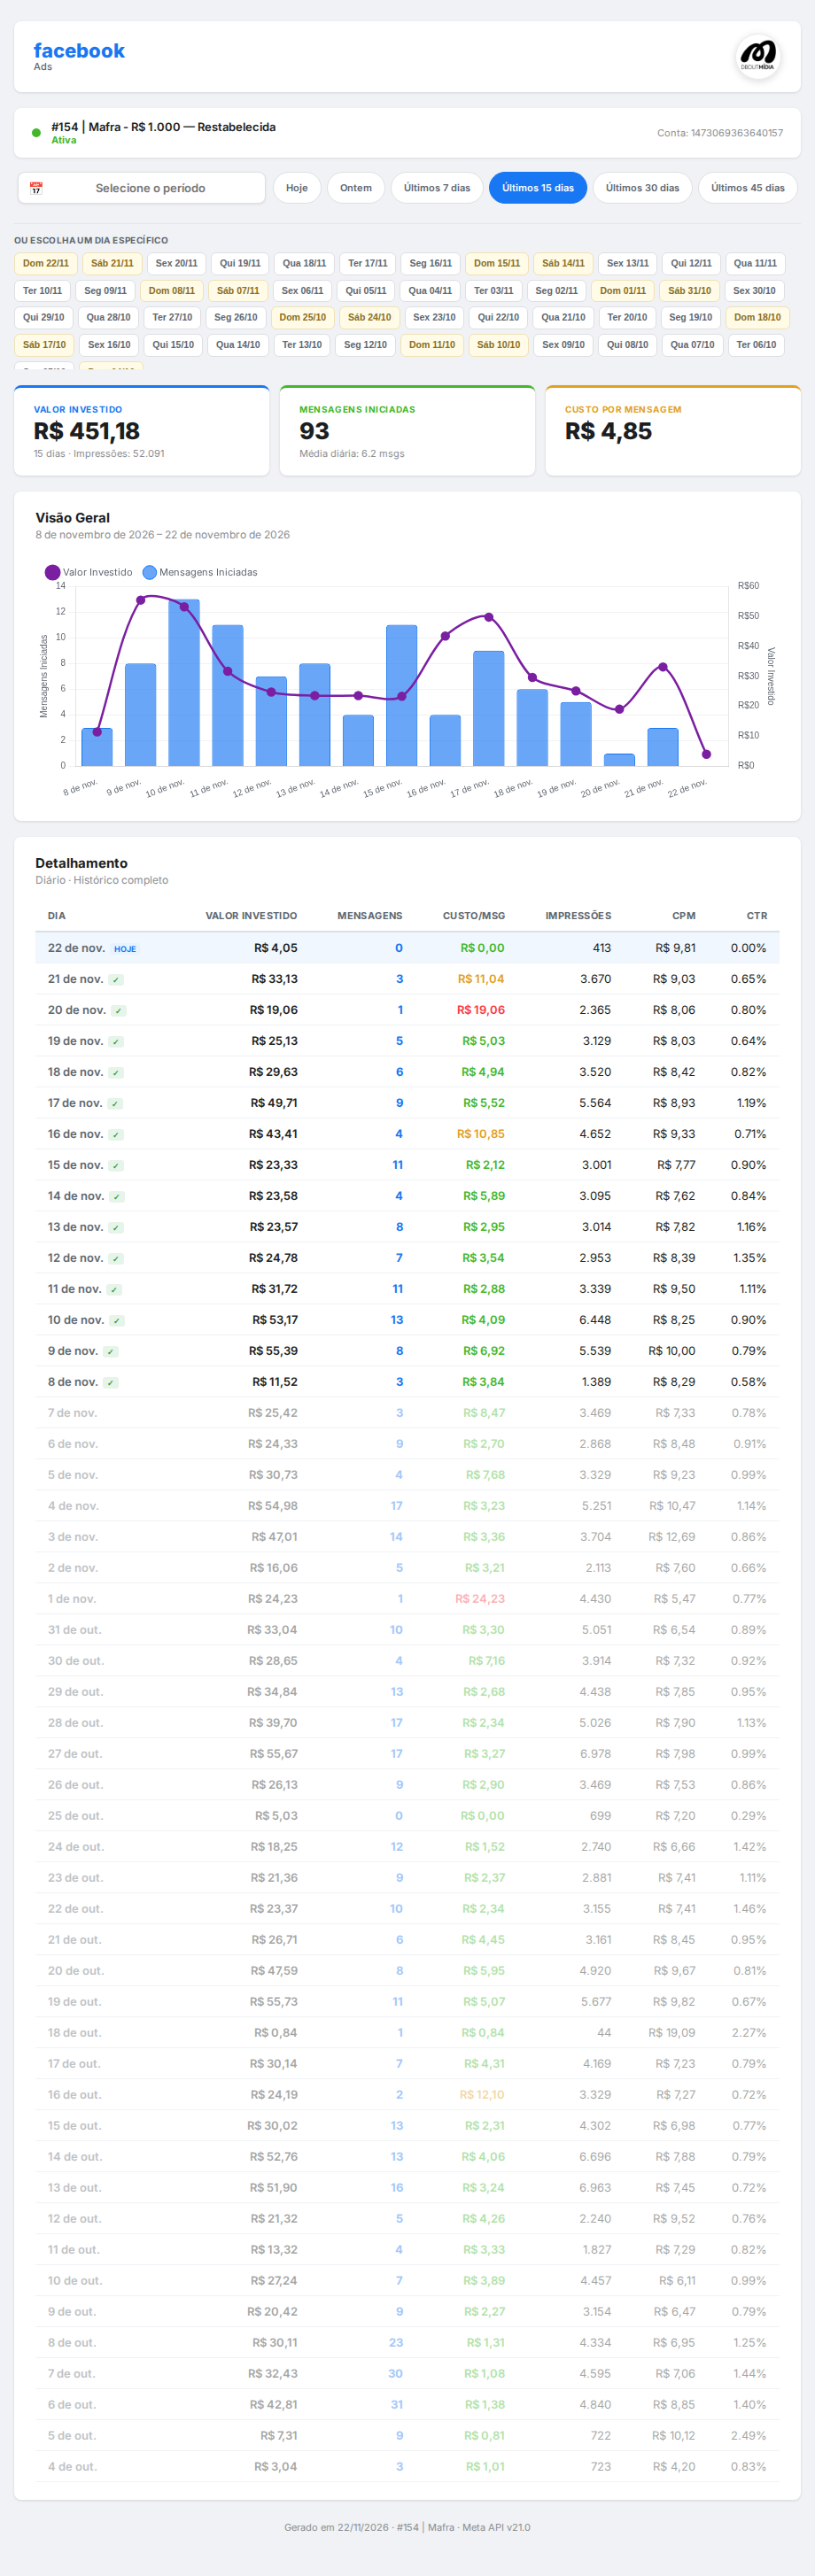 facebook
Ads
DBOUTMÍDIA
#154 | Mafra - R$ 1.000 — Restabelecida
Ativa
Conta: 1473069363640157
Selecione o período
Hoje Ontem Últimos 7 dias Últimos 15 dias Últimos 30 dias Últimos 45 dias
OU ESCOLHA UM DIA ESPECÍFICO
Dom 22/11 Sáb 21/11 Sex 20/11 Qui 19/11 Qua 18/11 Ter 17/11 Seg 16/11 Dom 15/11 Sáb 14/11 Sex 13/11 Qui 12/11 Qua 11/11
Ter 10/11 Seg 09/11 Dom 08/11 Sáb 07/11 Sex 06/11 Qui 05/11 Qua 04/11 Ter 03/11 Seg 02/11 Dom 01/11 Sáb 31/10 Sex 30/10
Qui 29/10 Qua 28/10 Ter 27/10 Seg 26/10 Dom 25/10 Sáb 24/10 Sex 23/10 Qui 22/10 Qua 21/10 Ter 20/10 Seg 19/10 Dom 18/10
Sáb 17/10 Sex 16/10 Qui 15/10 Qua 14/10 Ter 13/10 Seg 12/10 Dom 11/10 Sáb 10/10 Sex 09/10 Qui 08/10 Qua 07/10 Ter 06/10
VALOR INVESTIDO
R$ 451,18
15 dias · Impressões: 52.091
MENSAGENS INICIADAS
93
Média diária: 6.2 msgs
CUSTO POR MENSAGEM
R$ 4,85
Visão Geral
8 de novembro de 2026 – 22 de novembro de 2026
Valor Investido Mensagens Iniciadas
14 R$60
12 R$50
10 R$40
8 R$30
6 R$20
4 R$10
2 R$0
0
Mensagens Iniciadas
Valor Investido
8 de nov. 9 de nov. 10 de nov. 11 de nov. 12 de nov. 13 de nov. 14 de nov. 15 de nov. 16 de nov. 17 de nov. 18 de nov. 19 de nov. 20 de nov. 21 de nov. 22 de nov.
Detalhamento
Diário · Histórico completo
DIA VALOR INVESTIDO MENSAGENS CUSTO/MSG IMPRESSÕES CPM CTR
22 de nov. HOJE R$ 4,05 0 R$ 0,00 413 R$ 9,81 0.00%
21 de nov. ✓ R$ 33,13 3 R$ 11,04 3.670 R$ 9,03 0.65%
20 de nov. ✓ R$ 19,06 1 R$ 19,06 2.365 R$ 8,06 0.80%
19 de nov. ✓ R$ 25,13 5 R$ 5,03 3.129 R$ 8,03 0.64%
18 de nov. ✓ R$ 29,63 6 R$ 4,94 3.520 R$ 8,42 0.82%
17 de nov. ✓ R$ 49,71 9 R$ 5,52 5.564 R$ 8,93 1.19%
16 de nov. ✓ R$ 43,41 4 R$ 10,85 4.652 R$ 9,33 0.71%
15 de nov. ✓ R$ 23,33 11 R$ 2,12 3.001 R$ 7,77 0.90%
14 de nov. ✓ R$ 23,58 4 R$ 5,89 3.095 R$ 7,62 0.84%
13 de nov. ✓ R$ 23,57 8 R$ 2,95 3.014 R$ 7,82 1.16%
12 de nov. ✓ R$ 24,78 7 R$ 3,54 2.953 R$ 8,39 1.35%
11 de nov. ✓ R$ 31,72 11 R$ 2,88 3.339 R$ 9,50 1.11%
10 de nov. ✓ R$ 53,17 13 R$ 4,09 6.448 R$ 8,25 0.90%
9 de nov. ✓ R$ 55,39 8 R$ 6,92 5.539 R$ 10,00 0.79%
8 de nov. ✓ R$ 11,52 3 R$ 3,84 1.389 R$ 8,29 0.58%
7 de nov. R$ 25,42 3 R$ 8,47 3.469 R$ 7,33 0.78%
6 de nov. R$ 24,33 9 R$ 2,70 2.868 R$ 8,48 0.91%
5 de nov. R$ 30,73 4 R$ 7,68 3.329 R$ 9,23 0.99%
4 de nov. R$ 54,98 17 R$ 3,23 5.251 R$ 10,47 1.14%
3 de nov. R$ 47,01 14 R$ 3,36 3.704 R$ 12,69 0.86%
2 de nov. R$ 16,06 5 R$ 3,21 2.113 R$ 7,60 0.66%
1 de nov. R$ 24,23 1 R$ 24,23 4.430 R$ 5,47 0.77%
31 de out. R$ 33,04 10 R$ 3,30 5.051 R$ 6,54 0.89%
30 de out. R$ 28,65 4 R$ 7,16 3.914 R$ 7,32 0.92%
29 de out. R$ 34,84 13 R$ 2,68 4.438 R$ 7,85 0.95%
28 de out. R$ 39,70 17 R$ 2,34 5.026 R$ 7,90 1.13%
27 de out. R$ 55,67 17 R$ 3,27 6.978 R$ 7,98 0.99%
26 de out. R$ 26,13 9 R$ 2,90 3.469 R$ 7,53 0.86%
25 de out. R$ 5,03 0 R$ 0,00 699 R$ 7,20 0.29%
24 de out. R$ 18,25 12 R$ 1,52 2.740 R$ 6,66 1.42%
23 de out. R$ 21,36 9 R$ 2,37 2.881 R$ 7,41 1.11%
22 de out. R$ 23,37 10 R$ 2,34 3.155 R$ 7,41 1.46%
21 de out. R$ 26,71 6 R$ 4,45 3.161 R$ 8,45 0.95%
20 de out. R$ 47,59 8 R$ 5,95 4.920 R$ 9,67 0.81%
19 de out. R$ 55,73 11 R$ 5,07 5.677 R$ 9,82 0.67%
18 de out. R$ 0,84 1 R$ 0,84 44 R$ 19,09 2.27%
17 de out. R$ 30,14 7 R$ 4,31 4.169 R$ 7,23 0.79%
16 de out. R$ 24,19 2 R$ 12,10 3.329 R$ 7,27 0.72%
15 de out. R$ 30,02 13 R$ 2,31 4.302 R$ 6,98 0.77%
14 de out. R$ 52,76 13 R$ 4,06 6.696 R$ 7,88 0.79%
13 de out. R$ 51,90 16 R$ 3,24 6.963 R$ 7,45 0.72%
12 de out. R$ 21,32 5 R$ 4,26 2.240 R$ 9,52 0.76%
11 de out. R$ 13,32 4 R$ 3,33 1.827 R$ 7,29 0.82%
10 de out. R$ 27,24 7 R$ 3,89 4.457 R$ 6,11 0.99%
9 de out. R$ 20,42 9 R$ 2,27 3.154 R$ 6,47 0.79%
8 de out. R$ 30,11 23 R$ 1,31 4.334 R$ 6,95 1.25%
7 de out. R$ 32,43 30 R$ 1,08 4.595 R$ 7,06 1.44%
6 de out. R$ 42,81 31 R$ 1,38 4.840 R$ 8,85 1.40%
5 de out. R$ 7,31 9 R$ 0,81 722 R$ 10,12 2.49%
4 de out. R$ 3,04 3 R$ 1,01 723 R$ 4,20 0.83%
Gerado em 22/11/2026 · #154 | Mafra · Meta API v21.0